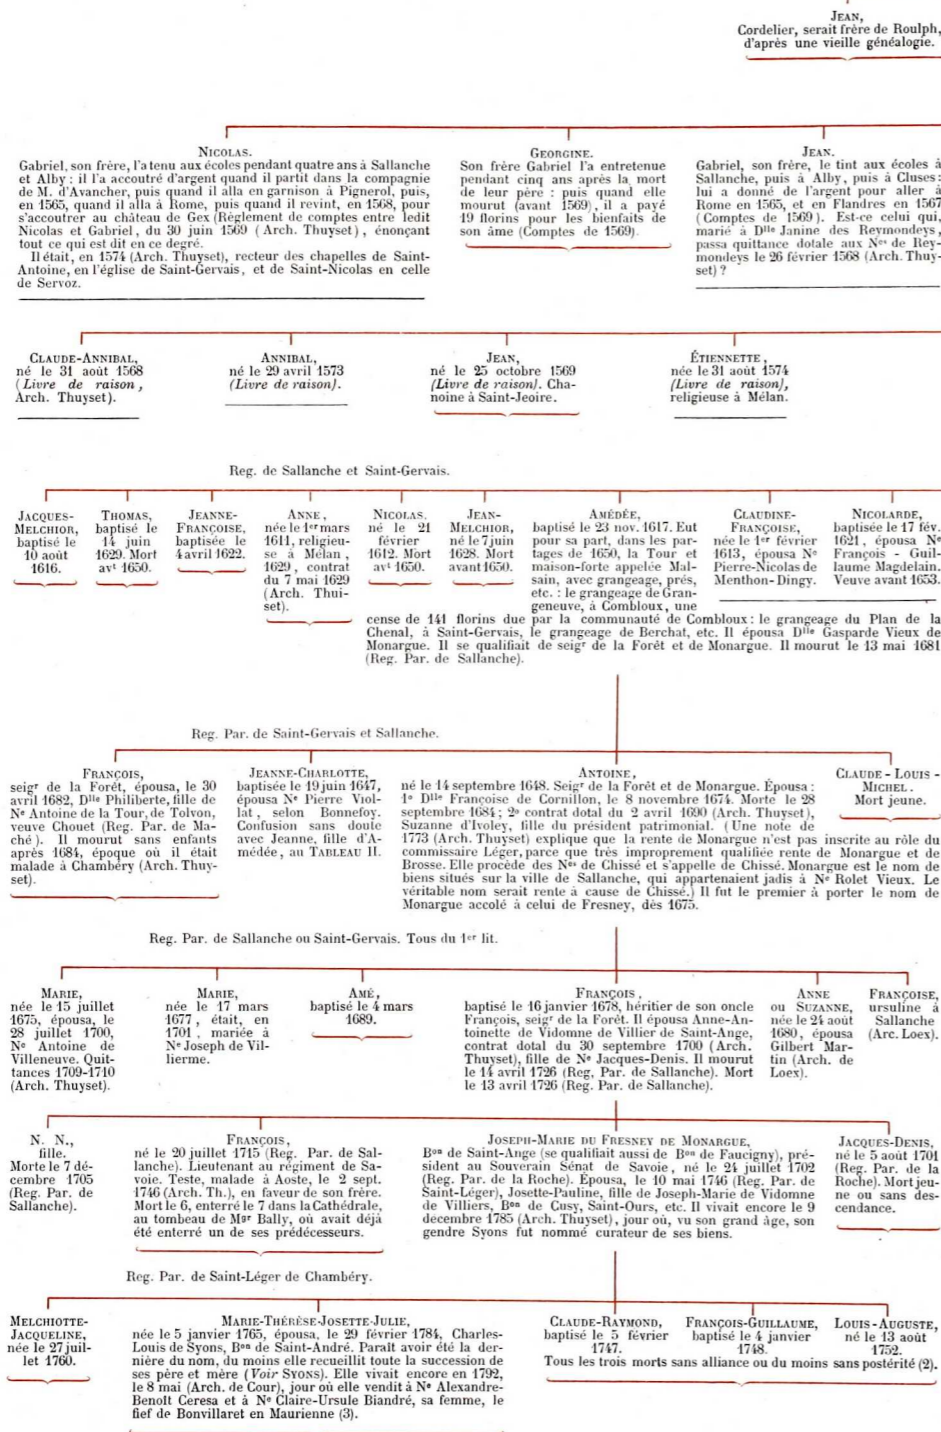 JEAN,
Cordelier, serait frère de Roulph,
d'après une vieille généalogie.
NICOLAS.
Gabriel, son frère, l'a tenu aux écoles pendant quatre ans à Sallanche
et Alby : il l'a accoutré d'argent quand il partit dans la compagnie
de M. d'Avancher, puis quand il alla en garnison à Pignerol, puis,
en 1565, quand il alla à Rome, puis quand il revint, en 1568, pour
s'accoutrer au château de Gex (Règlement de comptes entre ledit
Nicolas et Gabriel, du 30 juin 1569 (Arch. Thuyset), énonçant
tout ce qui est dit en ce degré.
Il était, en 1574 (Arch. Thuyset), recteur des chapelles de Saint-
Antoine, en l'église de Saint-Gervais, et de Saint-Nicolas en celle
de Servoz.
GEORGINE.
Son frère Gabriel l'a entretenue
pendant cinq ans après la mort
de leur père : puis quand elle
mourut (avant 1569), il a payé
19 florins pour les bienfaits de
son âme (Comptes de 1569).
JEAN.
Gabriel, son frère, le tint aux écoles à
Sallanche, puis à Alby, puis à Cluses :
lui a donné de l'argent pour aller à
Rome en 1565, et en Flandres en 1567
(Comptes de 1569). Est-ce celui qui,
marié à Dlle Janine des Reymondeys,
passa quittance dotale aux Nes de Rey-
mondeys le 26 février 1568 (Arch. Thuy-
set) ?
CLAUDE-ANNIBAL,
né le 31 août 1568
(Livre de raison,
Arch. Thuyset).
ANNIBAL,
né le 29 avril 1573
(Livre de raison).
JEAN,
né le 25 octobre 1569
(Livre de raison). Cha-
noine à Saint-Jeoire.
ÉTIENNETTE,
née le 31 août 1574
(Livre de raison),
religieuse à Mélan.
Reg. de Sallanche et Saint-Gervais.
JACQUES-
MELCHIOR,
baptisé le
10 août
1616.
THOMAS,
baptisé le
14 juin
1629. Mort
avt 1650.
JEANNE-
FRANÇOISE,
baptisée le
4 avril 1622.
ANNE,
née le 1er mars
1611, religieu-
se à Mélan,
1629, contrat
du 7 mai 1629
(Arch. Thui-
set).
NICOLAS,
né le 21
février
1612. Mort
avt 1650.
JEAN-
MELCHIOR,
né le 7 juin
1628. Mort
avant 1650.
AMÉDÉE,
baptisé le 23 nov. 1617. Eut
pour sa part, dans les par-
tages de 1650, la Tour et
maison-forte appelée Mal-
sain, avec grangeage, prés,
etc. : le grangeage de Gran-
geneuve, à Combloux, une
cense de 141 florins due par la communauté de Combloux : le grangeage du Plan de la
Chenal, à Saint-Gervais, le grangeage de Berchat, etc. Il épousa Dlle Gasparde Vieux de
Monargue. Il se qualifiait de seigr de la Forêt et de Monargue. Il mourut le 13 mai 1681
(Reg. Par. de Sallanche).
CLAUDINE-
FRANÇOISE,
née le 1er février
1613, épousa Ne
Pierre-Nicolas de
Menthon-Dingy.
NICOLARDE,
baptisée le 17 fév.
1621, épousa Ne
François - Guil-
laume Magdelain.
Veuve avant 1653.
Reg. Par. de Saint-Gervais et Sallanche.
FRANÇOIS,
seigr de la Forêt, épousa, le 30
avril 1682, Dlle Philiberte, fille de
Ne Antoine de la Tour, de Tolvon,
veuve Chouet (Reg. Par. de Ma-
ché). Il mourut sans enfants
après 1684, époque où il était
malade à Chambéry (Arch. Thuy-
set).
JEANNE-CHARLOTTE,
baptisée le 19 juin 1647,
épousa Ne Pierre Viol-
lat, selon Bonnefoy.
Confusion sans doute
avec Jeanne, fille d'A-
médée, au TABLEAU II.
ANTOINE,
né le 14 septembre 1648. Seigr de la Forêt et Monargue. Épousa :
1º Dlle Françoise de Cornillon, le 8 novembre 1674. Morte le 28
septembre 1684 ; 2º contrat dotal du 2 avril 1690 (Arch. Thuyset),
Suzanne d'Ivoley, fille du président patrimonial. (Une note de
1773 (Arch. Thuyset) explique que la rente de Monargue n'est pas inscrite au rôle du
commissaire Léger, parce que très improprement qualifiée rente de Monargue et de
Brosse. Elle procède des Nes de Chissé et s'appelle de Chissé. Monargue est le nom de
biens situés sur la ville de Sallanche, qui appartenaient jadis à Ne Rolet Vieux. Le
véritable nom serait rente à cause de Chissé.) Il fut le premier à porter le nom de
Monargue accolé à celui de Fresney, dès 1675.
CLAUDE - LOUIS -
MICHEL.
Mort jeune.
Reg. Par. de Sallanche ou Saint-Gervais. Tous du 1er lit.
MARIE,
née le 15 juillet
1675, épousa, le
28 juillet 1700,
Ne Antoine de
Villeneuve. Quit-
tances 1709-1710
(Arch. Thuyset).
MARIE,
née le 17 mars
1677, était, en
1701, mariée à
Ne Joseph de Vil-
lierme.
AMÉ,
baptisé le 4 mars
1689.
FRANÇOIS,
baptisé le 16 janvier 1678, héritier de son oncle
François, seigr de la Forêt. Il épousa Anne-An-
toinette de Vidomne de Villier de Saint-Ange,
contrat dotal du 30 septembre 1700 (Arch.
Thuyset), fille de Ne Jacques-Denis. Il mourut
le 14 avril 1726 (Reg. Par. de Sallanche). Mort
le 13 avril 1726 (Reg. Par. de Sallanche).
ANNE
ou SUZANNE,
née le 24 août
1680, épousa
Gilbert Mar-
tin (Arch. de
Loex).
FRANÇOISE,
ursuline à
Sallanche
(Arc. Loex).
N. N.,
fille.
Morte le 7 dé-
cembre 1705
(Reg. Par. de
Sallanche).
FRANÇOIS,
né le 20 juillet 1715 (Reg. Par. de Sal-
lanche). Lieutenant au régiment de Sa-
voie. Teste, malade à Aoste, le 2 sept.
1746 (Arch. Th.), en faveur de son frère.
Mort le 6, enterré le 7 dans la Cathédrale,
au tombeau de Mgr Bally, où avait déjà
été enterré un de ses prédécesseurs.
JOSEPH-MARIE DU FRESNEY DE MONARGUE,
Bon de Saint-Ange (se qualifiait aussi de Bon de Faucigny), pré-
sident au Souverain Sénat de Savoie, né le 24 juillet 1702
(Reg. Par. de la Roche). Épousa, le 10 mai 1746 (Reg. Par. de
Saint-Léger), Josette-Pauline, fille de Joseph-Marie de Vidomne
de Villiers, Bon de Cusy, Saint-Ours, etc. Il vivait encore le 9
décembre 1785 (Arch. Thuyset), jour où, vu son grand âge, son
gendre Syons fut nommé curateur de ses biens.
JACQUES-DENIS,
né le 5 août 1701
(Reg. Par. de la
Roche). Mort jeu-
ne ou sans des-
cendance.
Reg. Par. de Saint-Léger de Chambéry.
MELCHIOTTE-
JACQUELINE,
née le 27 juil-
let 1760.
MARIE-THÉRÈSE-JOSETTE-JULIE,
née le 5 janvier 1765, épousa, le 29 février 1784, Charles-
Louis de Syons, Bon de Saint-André. Paraît avoir été la der-
nière du nom, du moins elle recueillit toute la succession de
ses père et mère (Voir SYONS). Elle vivait encore en 1792,
le 8 mai (Arch. de Cour), jour où elle vendit à Ne Alexandre-
Benoît Ceresa et à Ne Claire-Ursule Biandré, sa femme, le
fief de Bonvillaret en Maurienne (3).
CLAUDE-RAYMOND,
baptisé le 5 février
1747.
FRANÇOIS-GUILLAUME,
baptisé le 4 janvier
1748.
LOUIS-AUGUSTE,
né le 13 août
1752.
Tous les trois morts sans alliance ou du moins sans postérité (2).